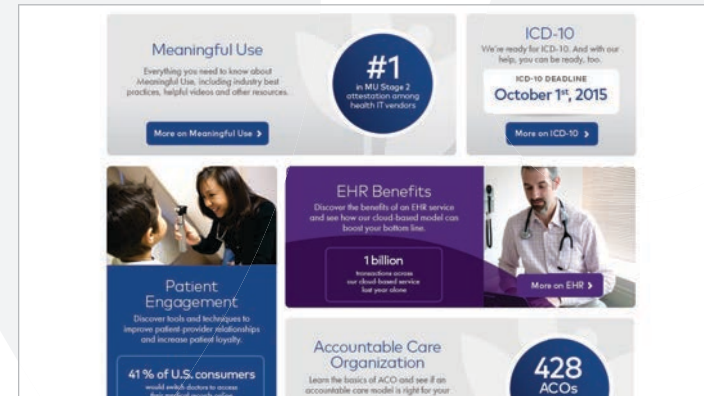 Meaningful Use
Everything you need to know about
Meaningful Use, including industry best
practices, helpful videos and other resources.
More on Meaningful Use >
#1
in MU Stage 2
attestation among
health IT vendors
ICD-10
We're ready for ICD-10. And with our
help, you can be ready, too.
ICD-10 DEADLINE
October 1st, 2015
More on ICD-10 >
Patient
Engagement
Discover tools and techniques to
improve patient-provider relationships
and increase patient loyalty.
41% of U.S. consumers
would switch doctors to access
their medical records online
EHR Benefits
Discover the benefits of an EHR service
and see how our cloud-based model can
boost your bottom line.
1 billion
transactions across
our cloud-based service
last year alone
More on EHR >
Accountable Care
Organization
Learn the basics of ACO and see if an
accountable care model is right for your
428
ACOs